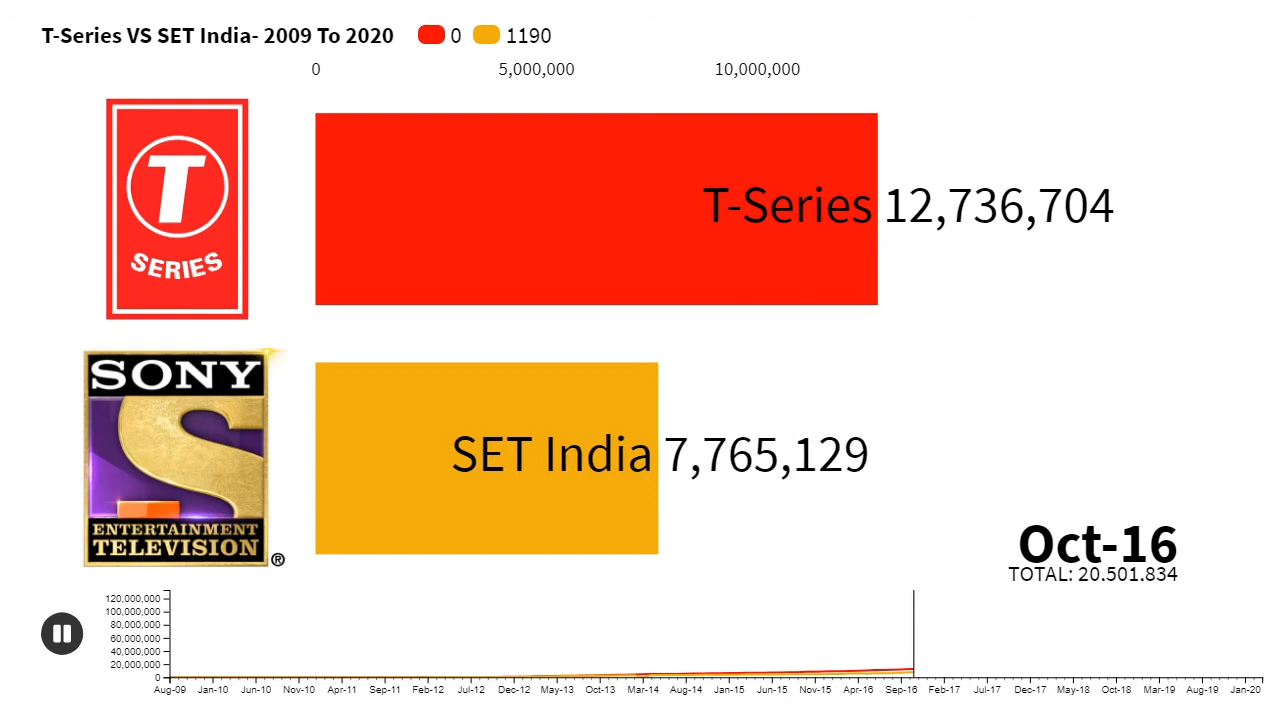 T-Series VS SET India- 2009 To 2020 0 1190
0 5,000,000 10,000,000
T
SERIES
T-Series 12,736,704
SONY
S
ENTERTAINMENT
TELEVISION ®
SET India 7,765,129
Oct-16
TOTAL: 20.501.834
120,000,000
100,000,000
80,000,000
60,000,000
40,000,000
20,000,000
0
Aug-09 Jan-10 Jun-10 Nov-10 Apr-11 Sep-11 Feb-12 Jul-12 Dec-12 May-13 Oct-13 Mar-14 Aug-14 Jan-15 Jun-15 Nov-15 Apr-16 Sep-16 Feb-17 Jul-17 Dec-17 May-18 Oct-18 Mar-19 Aug-19 Jan-20